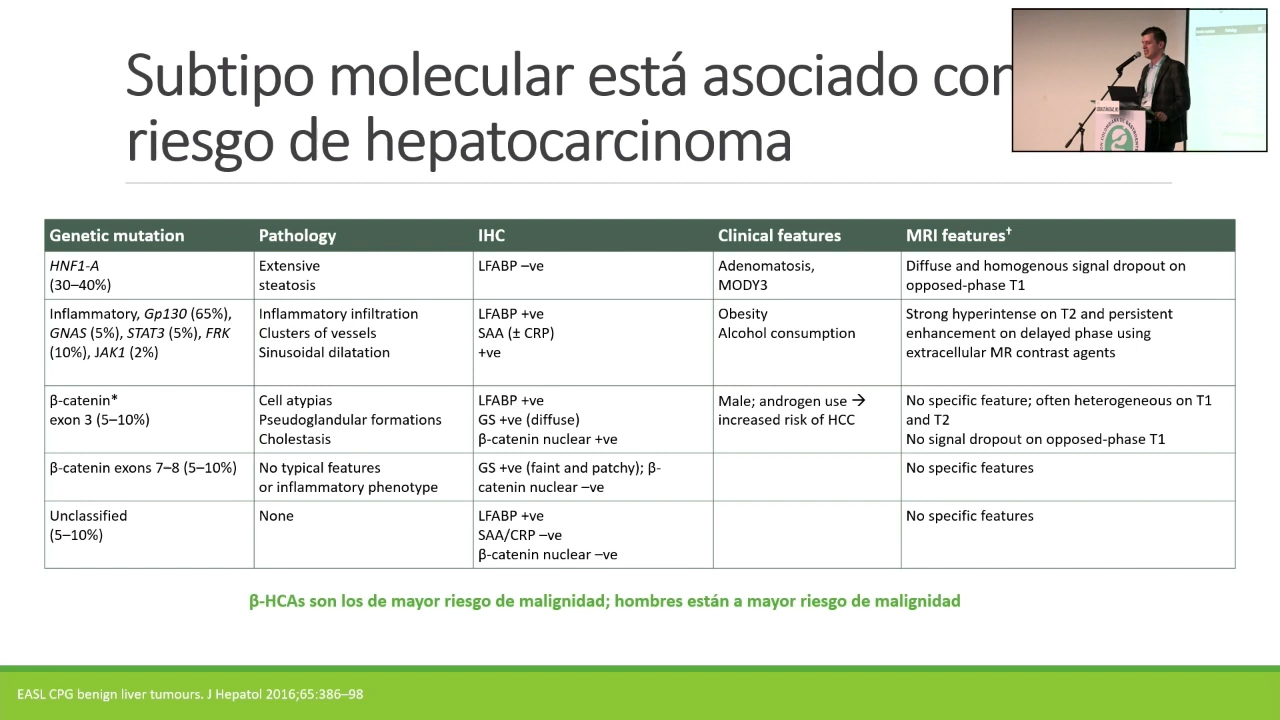 Subtipo molecular está asociado con
riesgo de hepatocarcinoma
Genetic mutation Pathology IHC Clinical features MRI features†
HNF1-A
(30–40%)
Extensive
steatosis
LFABP –ve
Adenomatosis,
MODY3
Diffuse and homogenous signal dropout on
opposed-phase T1
Inflammatory, Gp130 (65%),
GNAS (5%), STAT3 (5%), FRK
(10%), JAK1 (2%)
Inflammatory infiltration
Clusters of vessels
Sinusoidal dilatation
LFABP +ve
SAA (± CRP)
+ve
Obesity
Alcohol consumption
Strong hyperintense on T2 and persistent
enhancement on delayed phase using
extracellular MR contrast agents
β-catenin*
exon 3 (5–10%)
Cell atypias
Pseudoglandular formations
Cholestasis
LFABP +ve
GS +ve (diffuse)
β-catenin nuclear +ve
Male; androgen use →
increased risk of HCC
No specific feature; often heterogeneous on T1
and T2
No signal dropout on opposed-phase T1
β-catenin exons 7–8 (5–10%)
No typical features
or inflammatory phenotype
GS +ve (faint and patchy); β-
catenin nuclear –ve
No specific features
Unclassified
(5–10%)
None
LFABP +ve
SAA/CRP –ve
β-catenin nuclear –ve
No specific features
β-HCAs son los de mayor riesgo de malignidad; hombres están a mayor riesgo de malignidad
EASL CPG benign liver tumours. J Hepatol 2016;65:386–98